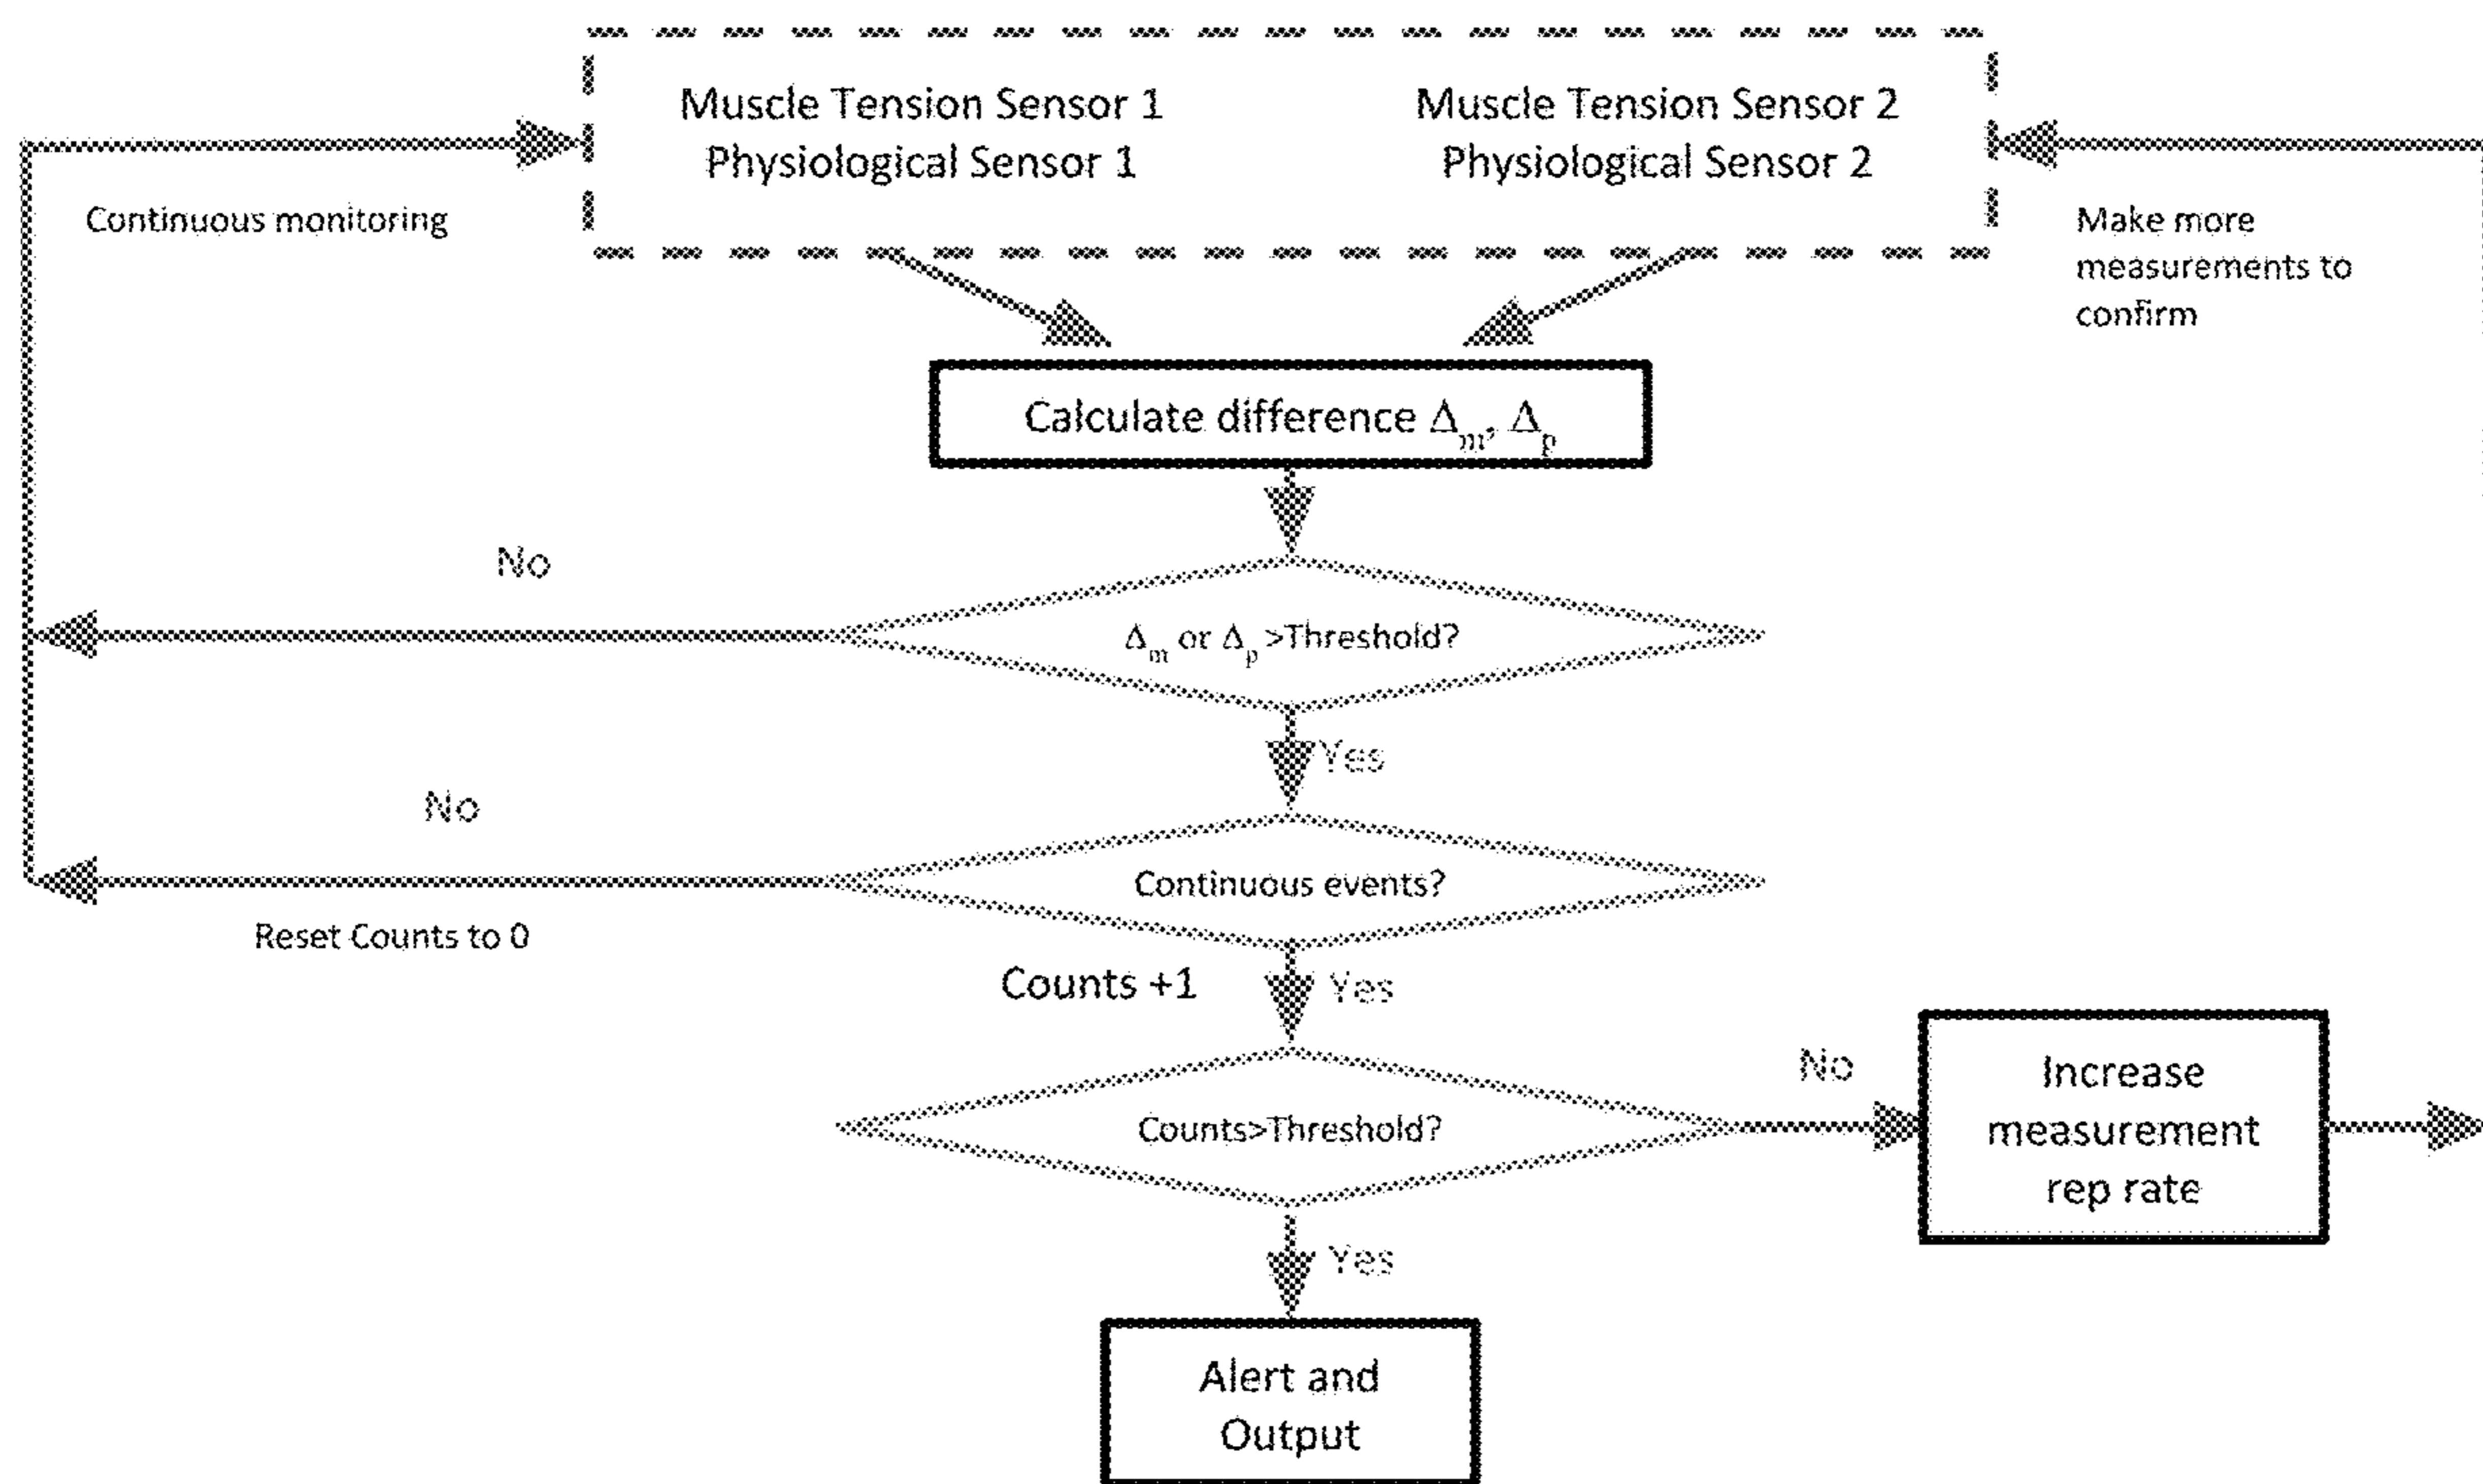 Muscle Tension Sensor 1
Physiological Sensor 1
Muscle Tension Sensor 2
Physiological Sensor 2
Continuous monitoring
Make more
measurements to
confirm
Calculate difference Δm, Δp
No
Δm or Δp >Threshold?
Yes
No
Continuous events?
Reset Counts to 0
Counts +1
Yes
No
Counts>Threshold?
Increase
measurement
rep rate
Yes
Alert and
Output